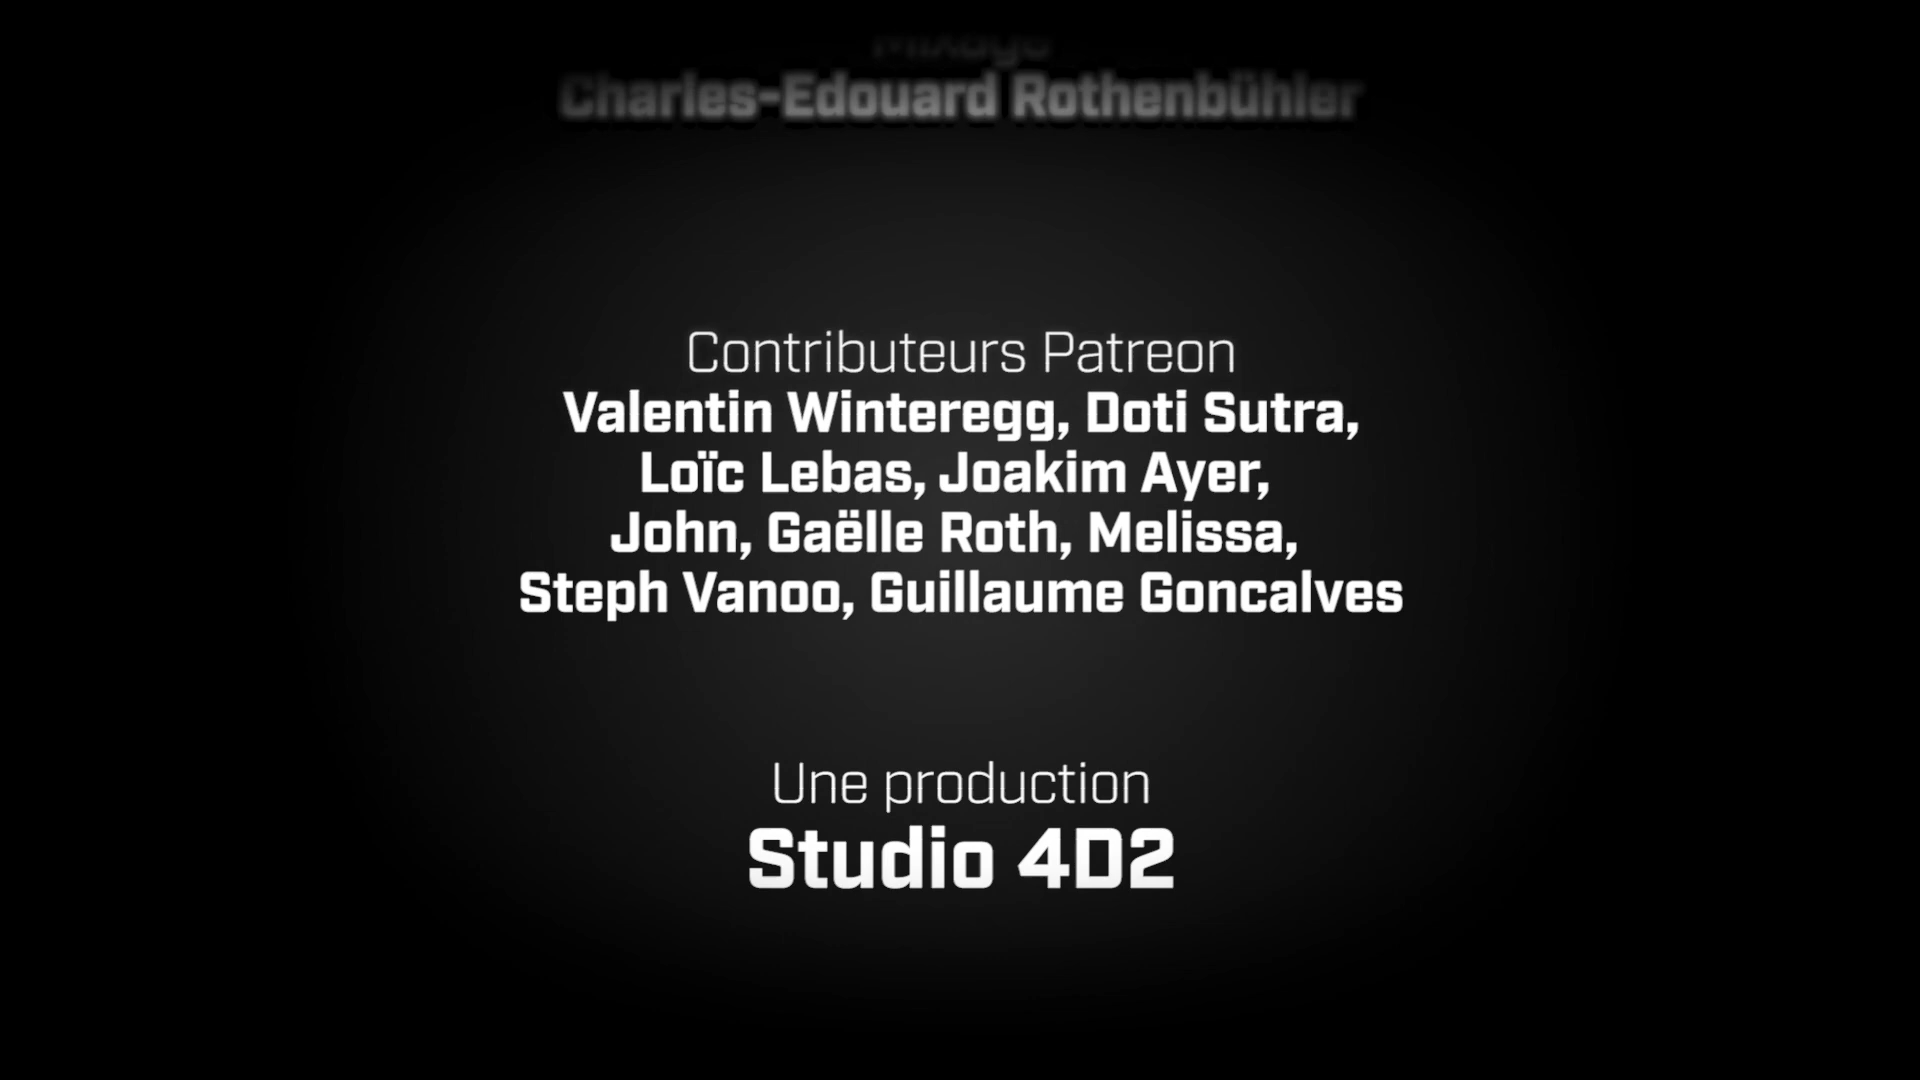 Mixage
Charles-Edouard Rothenbühler
Contributeurs Patreon
Valentin Winteregg, Doti Sutra,
Loïc Lebas, Joakim Ayer,
John, Gaëlle Roth, Melissa,
Steph Vanoo, Guillaume Goncalves
Une production
Studio 4D2